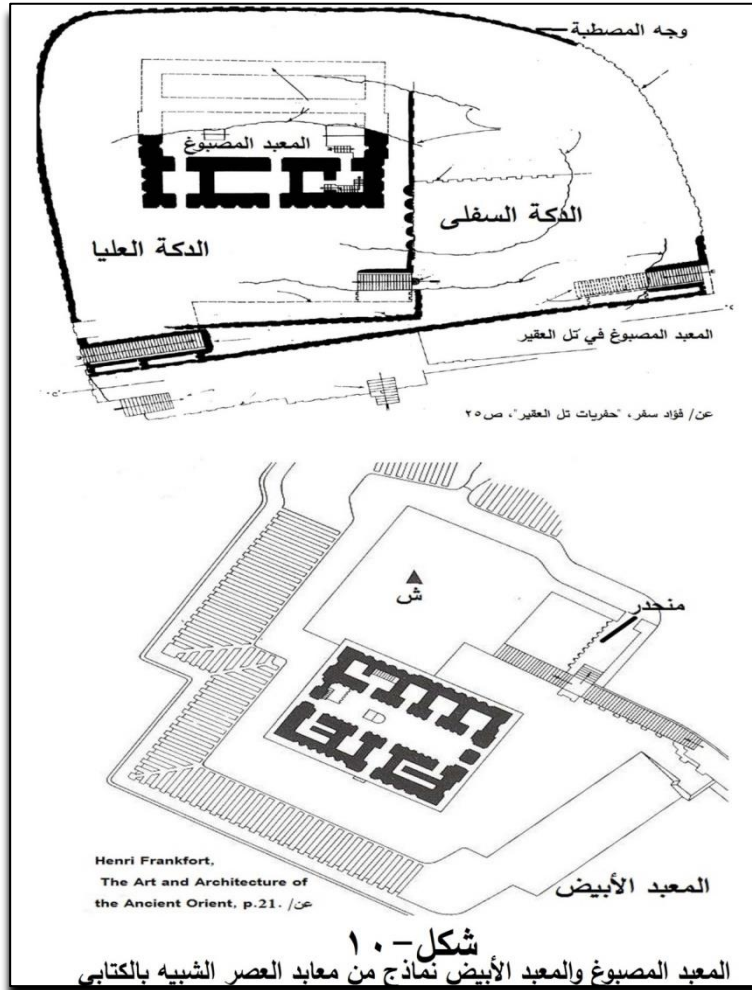 وجه المصطبة
المعبد المصبوغ
الدكة السفلى
الدكة العليا
المعبد المصبوغ في تل العقير
عن/ فؤاد سفر، "حفريات تل العقير"، ص٢٥
ش
منحدر
Henri Frankfort,
The Art and Architecture of
the Ancient Orient, p.21. /عن
المعبد الأبيض
شكل-١٠
المعبد المصبوغ والمعبد الأبيض نماذج من معابد العصر الشبيه بالكتابي